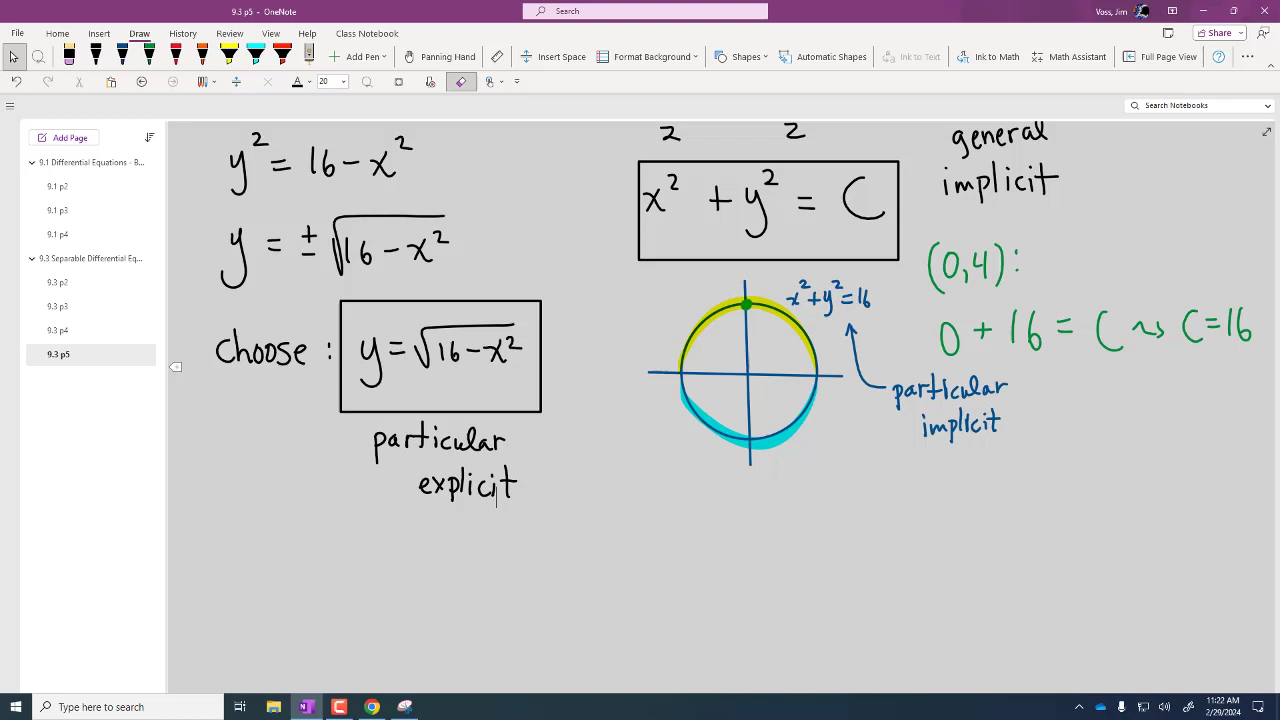 9.3 p5 - OneNote
Search
Voss, Jim
File Home Insert Draw History Review View Help Class Notebook
Share
Add Pen
Panning Hand
Insert Space
Format Background
Shapes
Automatic Shapes
Ink to Text
Ink to Math
Math Assistant
Full Page View
20
Search Notebooks
Add Page
9.1 Differential Equations - B...
9.1 p2
9.1 p3
9.1 p4
9.3 Separable Differential Eq...
9.3 p2
9.3 p3
9.3 p4
9.3 p5
y² = 16 - x²
y = ± √16 - x²
Choose : y = √16 - x²
particular
explicit
2 2
x² + y² = C
general
implicit
(0,4) :
0 + 16 = C ⇝ C = 16
x² + y² = 16
particular
implicit
Type here to search
11:22 AM
2/29/2024